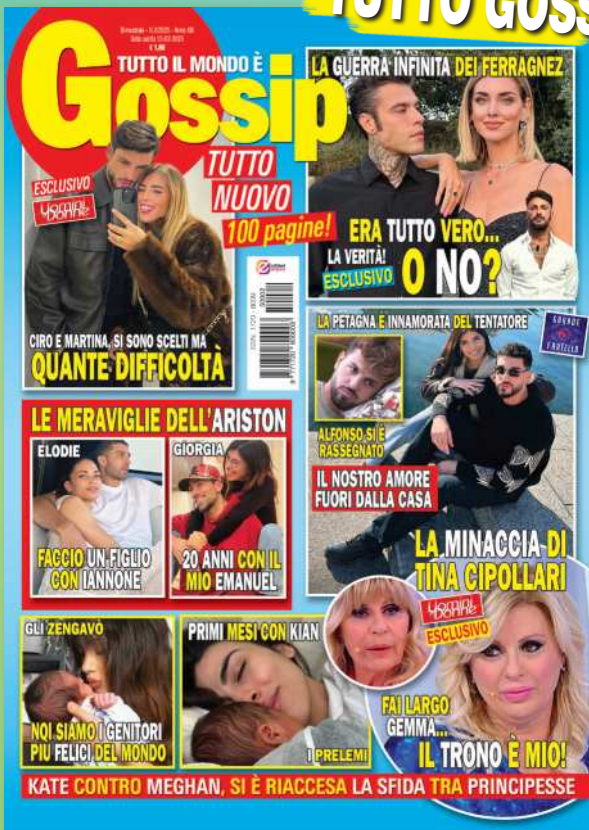 TUTTO GOSS
Bimestrale
€ 1,00
TUTTO IL MONDO È
Gossip
ESCLUSIVO
UOMINI
DONNE
TUTTO
NUOVO
100 pagine!
CIRO E MARTINA, SI SONO SCELTI MA
QUANTE DIFFICOLTÀ
LA GUERRA INFINITA DEI FERRAGNEZ
ERA TUTTO VERO...
LA VERITÀ!
ESCLUSIVO
O NO?
LA PETAGNA È INNAMORATA DEL TENTATORE
ALFONSO SI È
RASSEGNATO
IL NOSTRO AMORE
FUORI DALLA CASA
LE MERAVIGLIE DELL'ARISTON
ELODIE
FACCIO UN FIGLIO
CON IANNONE
GIORGIA
20 ANNI CON IL
MIO EMANUEL
LA MINACCIA DI
TINA CIPOLLARI
UOMINI
DONNE
ESCLUSIVO
FAI LARGO
GEMMA...
IL TRONO È MIO!
GLI ZENGAVÒ
NOI SIAMO I GENITORI
PIU FELICI DEL MONDO
PRIMI MESI CON KIAN
I PRELEMI
KATE CONTRO MEGHAN, SI È RIACCESA LA SFIDA TRA PRINCIPESSE